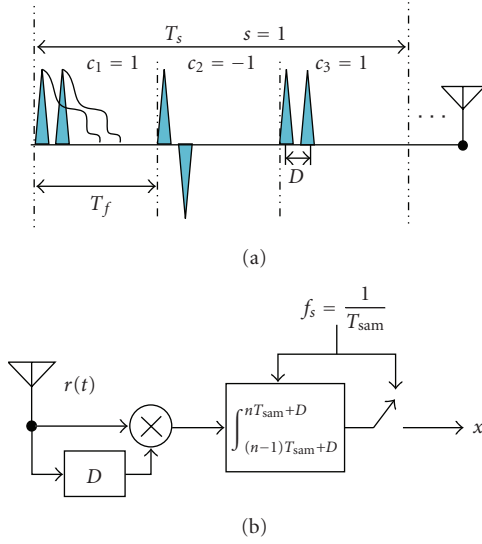 T_s s = 1
c_1 = 1 c_2 = −1 c_3 = 1
. . .
D
T_f
(a)
f_s = 1/T_sam
r(t)
∫_{(n−1)T_sam+D}^{nT_sam+D}
x
D
(b)